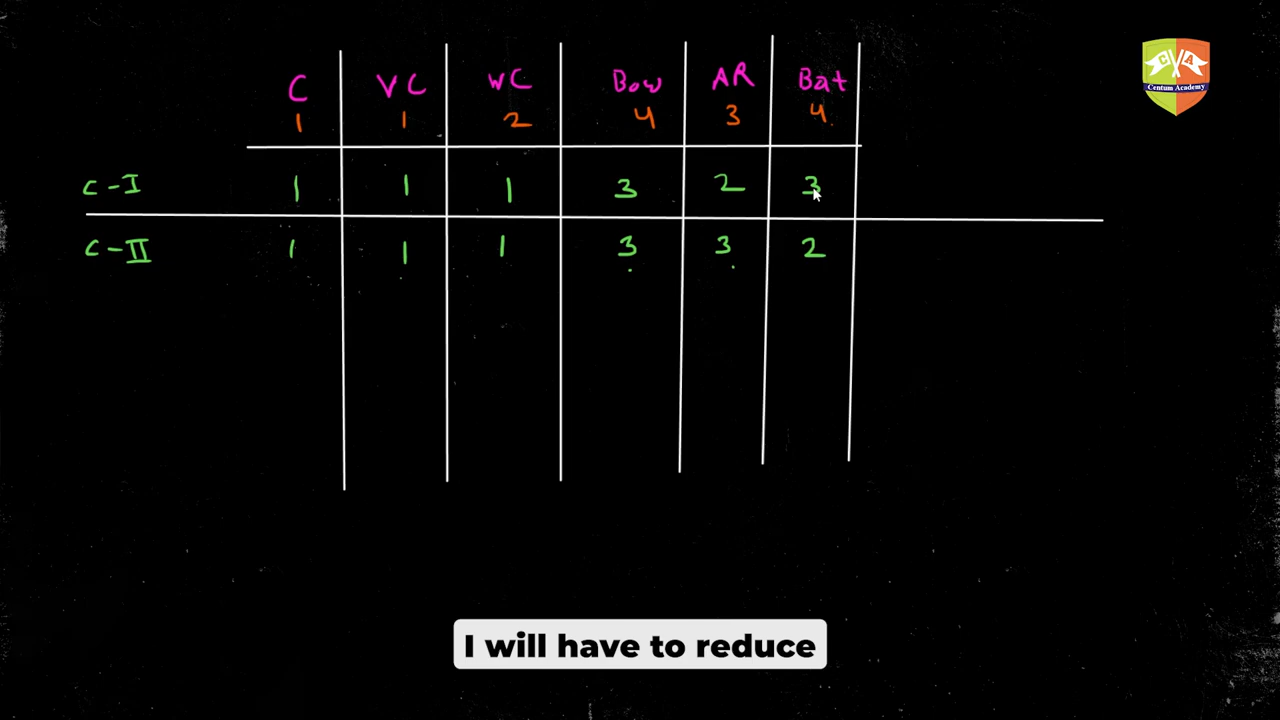 C VC WC Bow AR Bat
1 1 2 4 3 4
C-I 1 1 1 3 2 3
C-II 1 1 1 3 3 2
C V A
Centum Academy
I will have to reduce